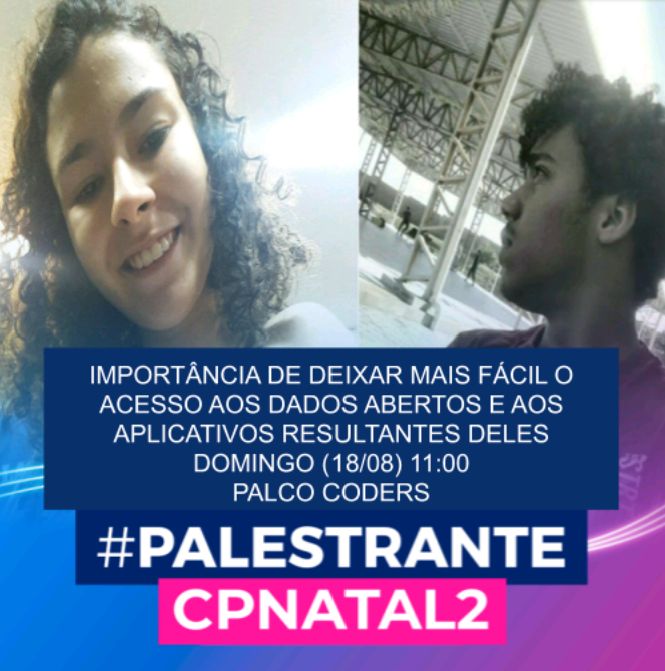 IMPORTÂNCIA DE DEIXAR MAIS FÁCIL O
ACESSO AOS DADOS ABERTOS E AOS
APLICATIVOS RESULTANTES DELES
DOMINGO (18/08) 11:00
PALCO CODERS
#PALESTRANTE
CPNATAL2